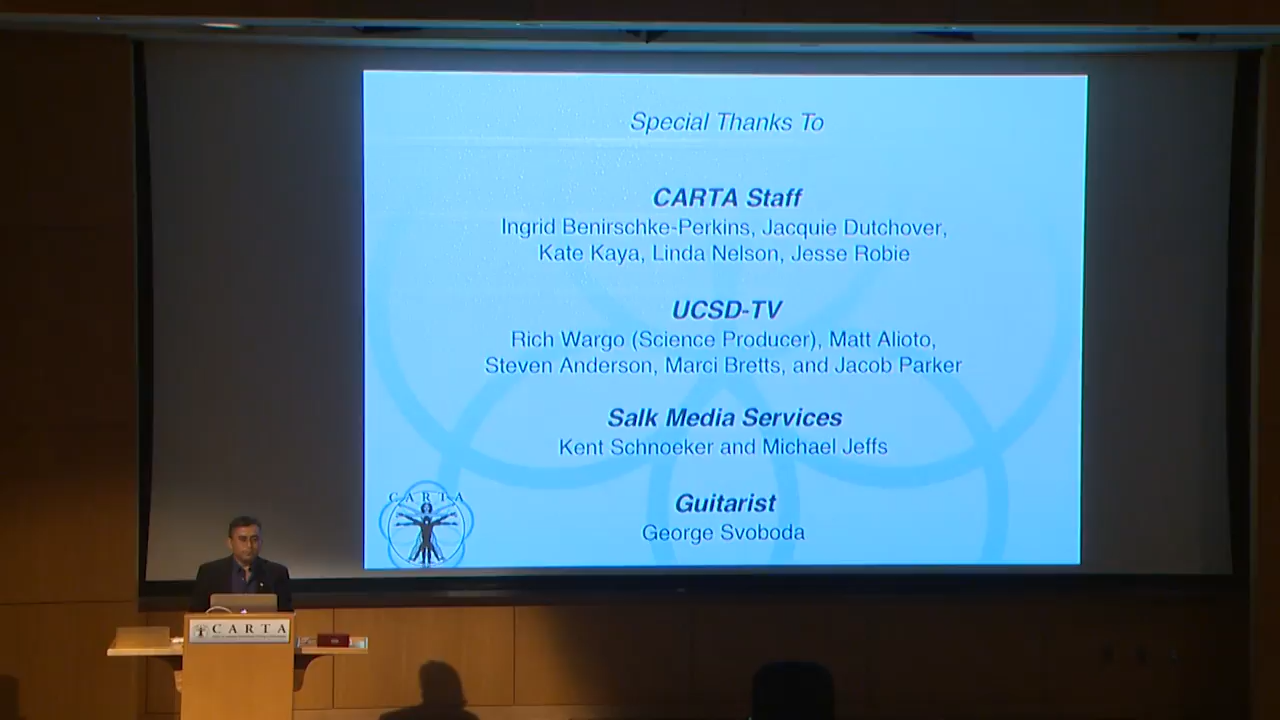 Special Thanks To
CARTA Staff
Ingrid Benirschke-Perkins, Jacquie Dutchover,
Kate Kaya, Linda Nelson, Jesse Robie
UCSD-TV
Rich Wargo (Science Producer), Matt Alioto,
Steven Anderson, Marci Bretts, and Jacob Parker
Salk Media Services
Kent Schnoeker and Michael Jeffs
Guitarist
George Svoboda
CARTA
CARTA